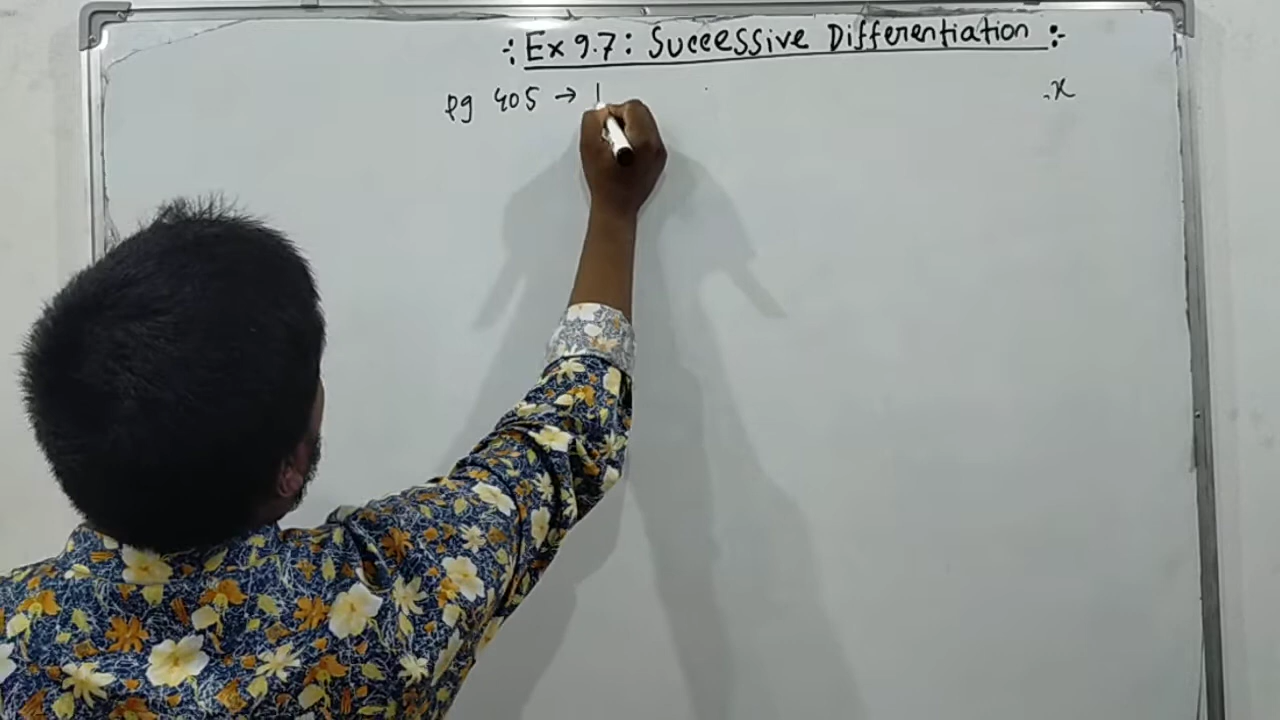 :Ex 9.7: Successive Differentiation:-
pg 405 → 1 .x